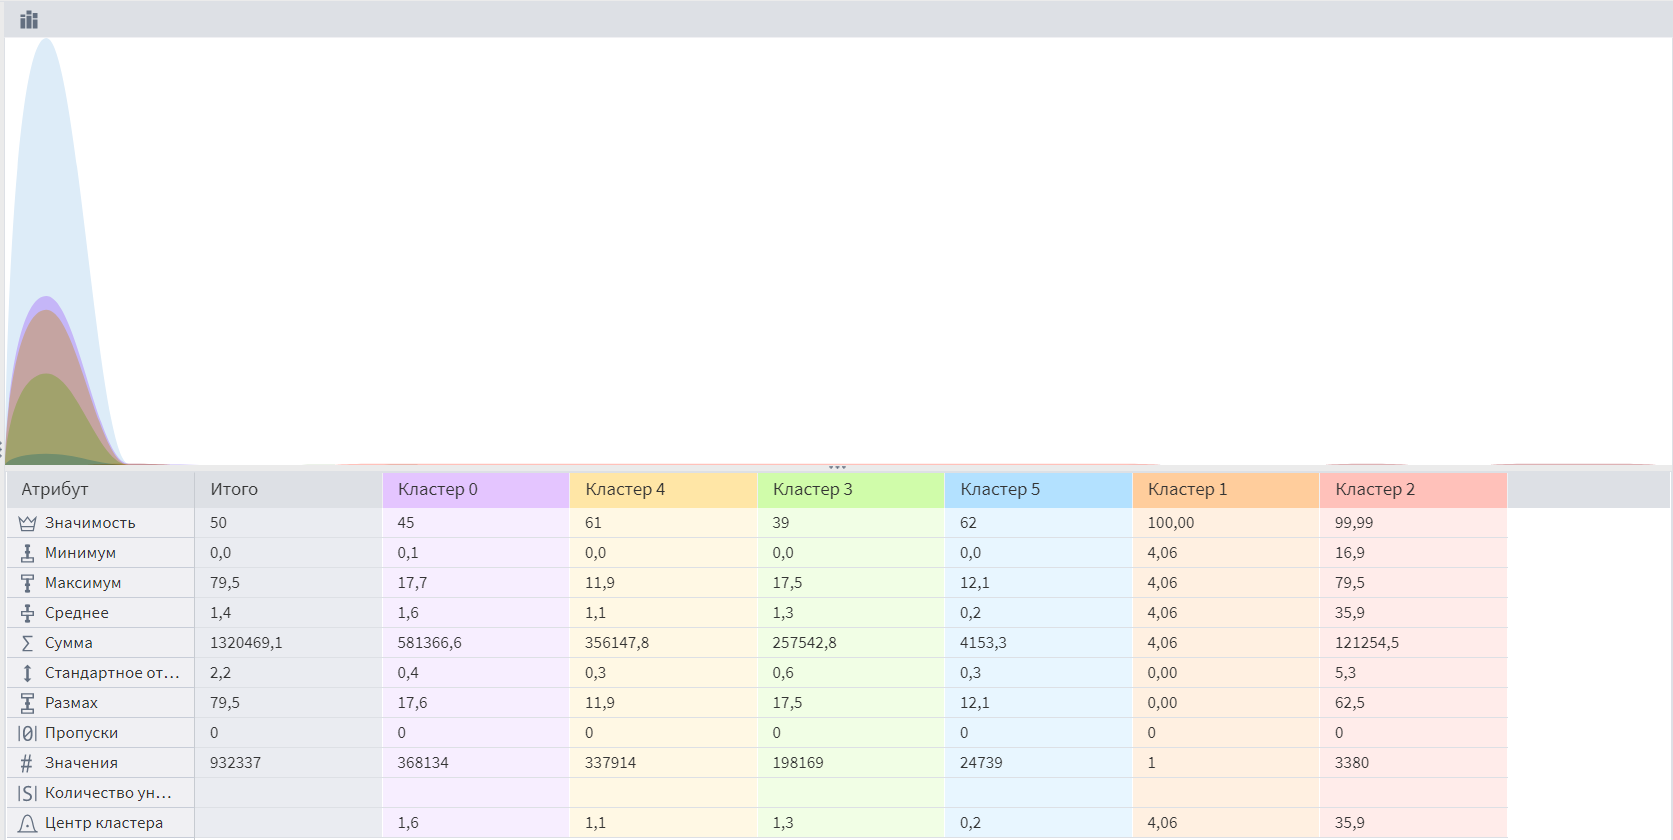 Атрибут Итого Кластер 0 Кластер 4 Кластер 3 Кластер 5 Кластер 1 Кластер 2
Значимость 50 45 61 39 62 100,00 99,99
Минимум 0,0 0,1 0,0 0,0 0,0 4,06 16,9
Максимум 79,5 17,7 11,9 17,5 12,1 4,06 79,5
Среднее 1,4 1,6 1,1 1,3 0,2 4,06 35,9
Σ Сумма 1320469,1 581366,6 356147,8 257542,8 4153,3 4,06 121254,5
Стандартное от... 2,2 0,4 0,3 0,6 0,3 0,00 5,3
Размах 79,5 17,6 11,9 17,5 12,1 0,00 62,5
|0| Пропуски 0 0 0 0 0 0 0
# Значения 932337 368134 337914 198169 24739 1 3380
|S| Количество ун...
Центр кластера 1,6 1,1 1,3 0,2 4,06 35,9